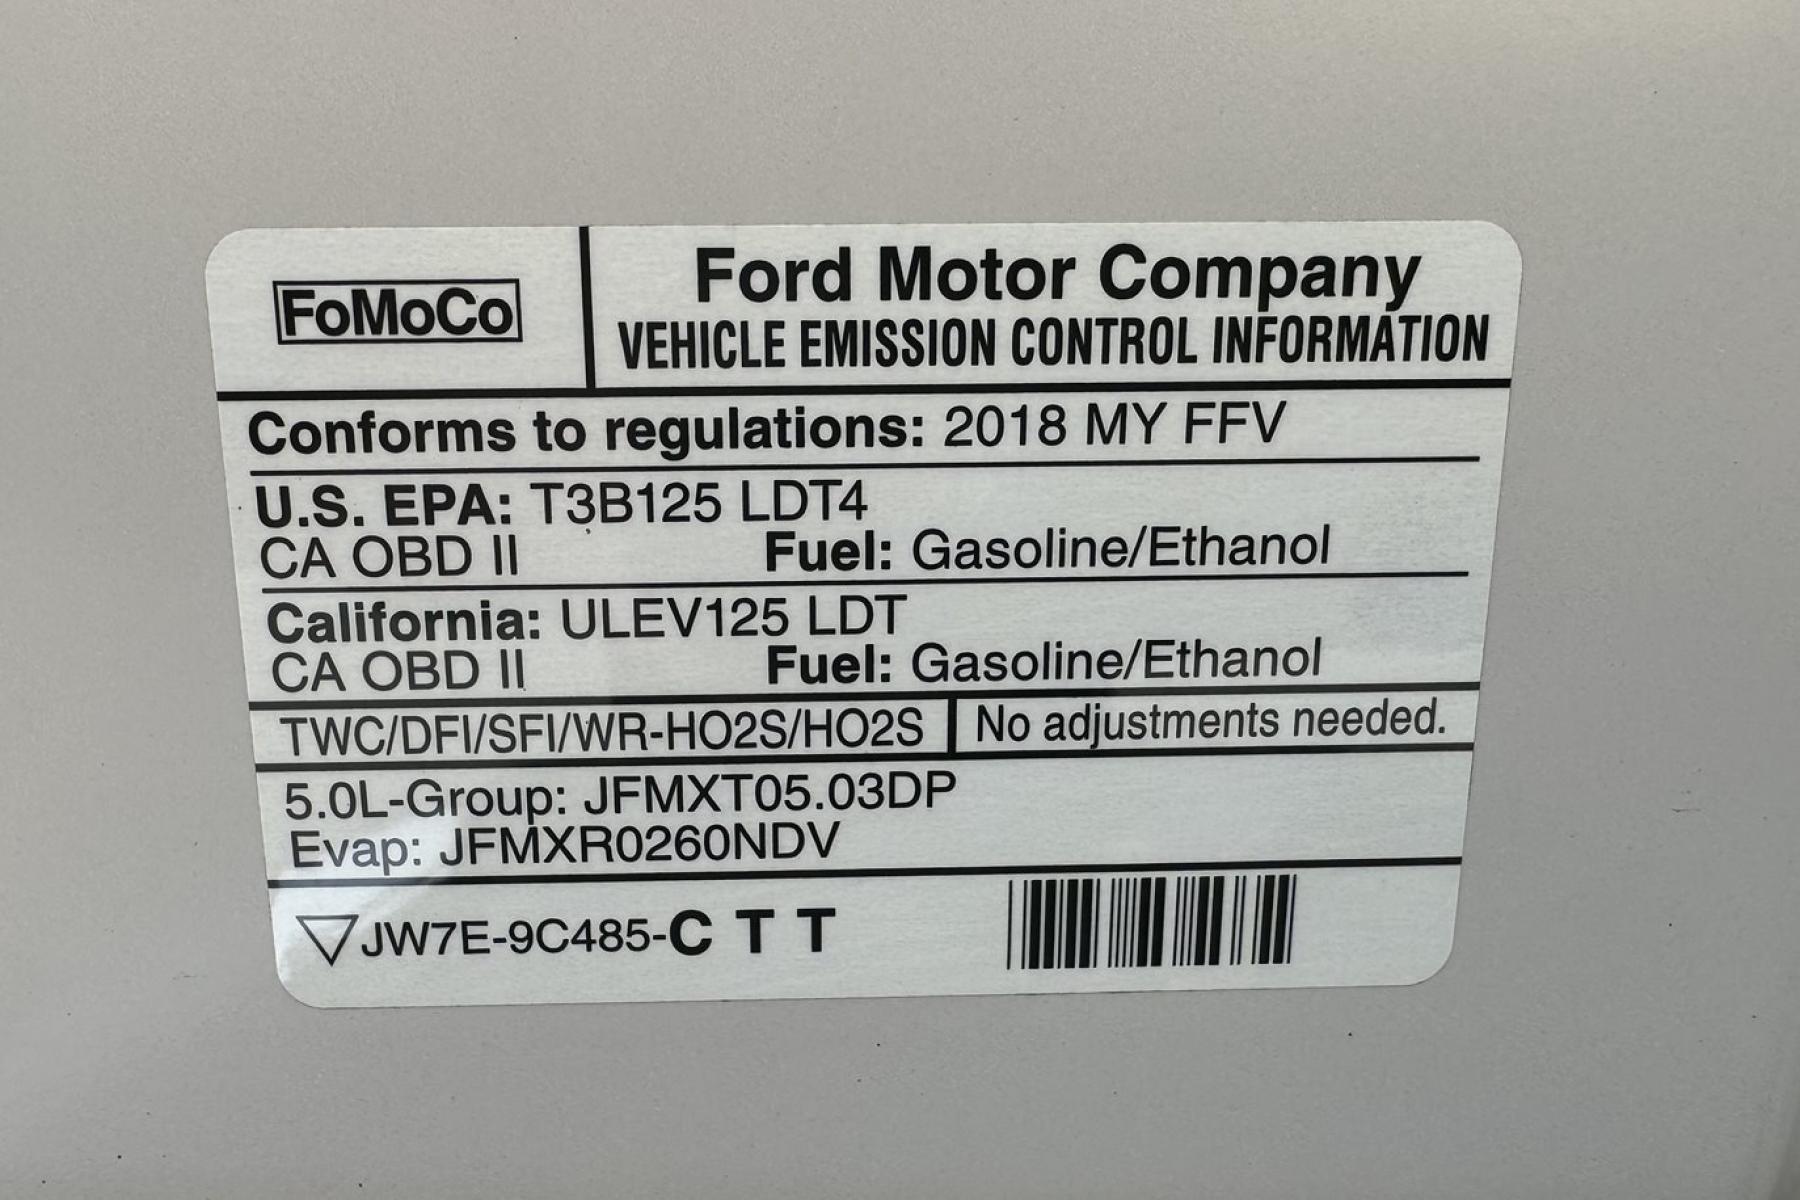 FoMoCo
Ford Motor Company
VEHICLE EMISSION CONTROL INFORMATION
Conforms to regulations: 2018 MY FFV
U.S. EPA: T3B125 LDT4
CA OBD II Fuel: Gasoline/Ethanol
California: ULEV125 LDT
CA OBD II Fuel: Gasoline/Ethanol
TWC/DFI/SFI/WR-HO2S/HO2S No adjustments needed.
5.0L-Group: JFMXT05.03DP
Evap: JFMXR0260NDV
▽JW7E-9C485-C T T